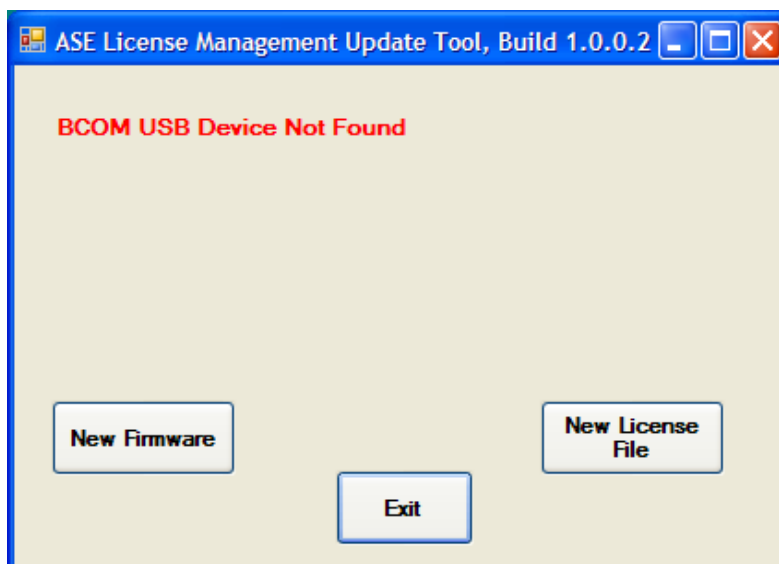 ASE License Management Update Tool, Build 1.0.0.2
BCOM USB Device Not Found
New Firmware
New License
File
Exit